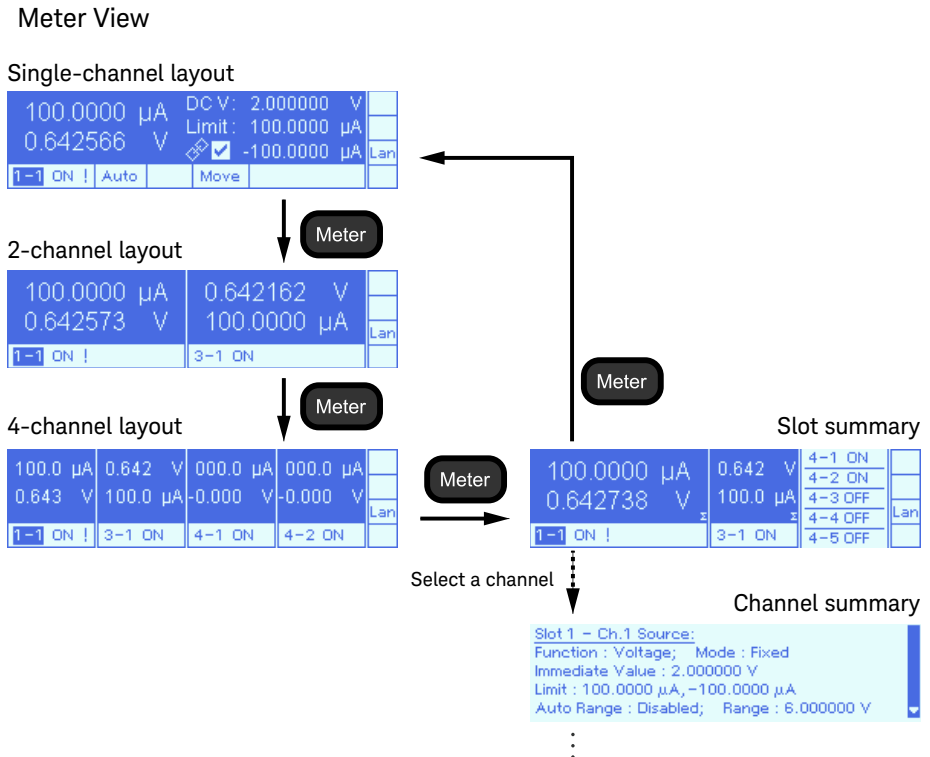 Meter View
Single-channel layout
100.0000 µA
0.642566 V
DC V: 2.000000 V
Limit: 100.0000 µA
-100.0000 µA
Lan
1-1 ON ! Auto Move
Meter
2-channel layout
100.0000 µA
0.642573 V
0.642162 V
100.0000 µA
Lan
1-1 ON !
3-1 ON
Meter
Meter
4-channel layout
100.0 µA 0.642 V 000.0 µA 000.0 µA
0.643 V 100.0 µA -0.000 V -0.000 V
Lan
1-1 ON ! 3-1 ON 4-1 ON 4-2 ON
Meter
Slot summary
100.0000 µA
0.642738 V
Σ
0.642 V
100.0 µA
Σ
4-1 ON
4-2 ON
4-3 OFF
4-4 OFF
4-5 OFF
Lan
1-1 ON !
3-1 ON
Select a channel
Channel summary
Slot 1 - Ch.1 Source:
Function : Voltage; Mode : Fixed
Immediate Value : 2.000000 V
Limit : 100.0000 µA, -100.0000 µA
Auto Range : Disabled; Range : 6.000000 V